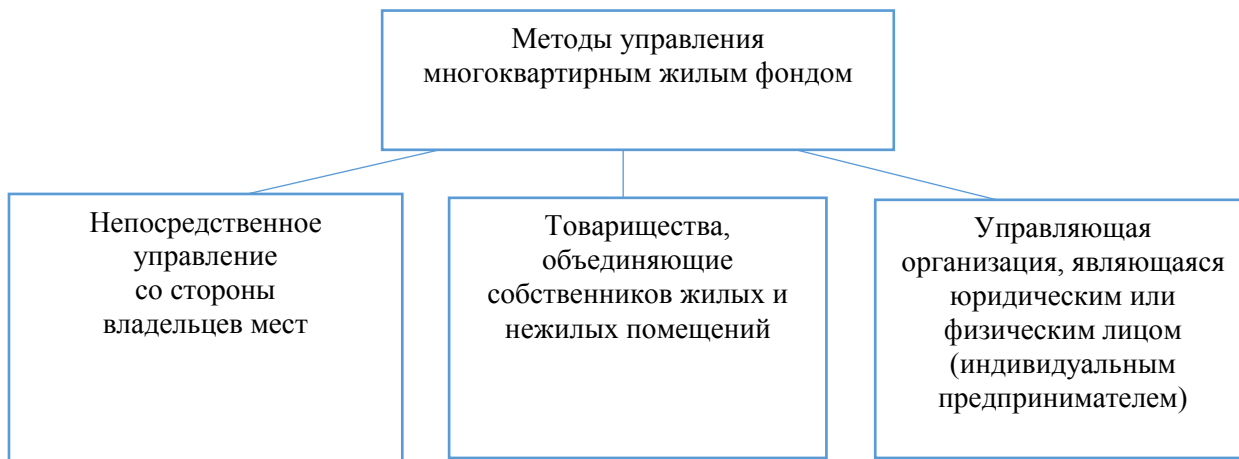 Методы управления
многоквартирным жилым фондом
Непосредственное
управление
со стороны
владельцев мест
Товарищества,
объединяющие
собственников жилых и
нежилых помещений
Управляющая
организация, являющаяся
юридическим или
физическим лицом
(индивидуальным
предпринимателем)